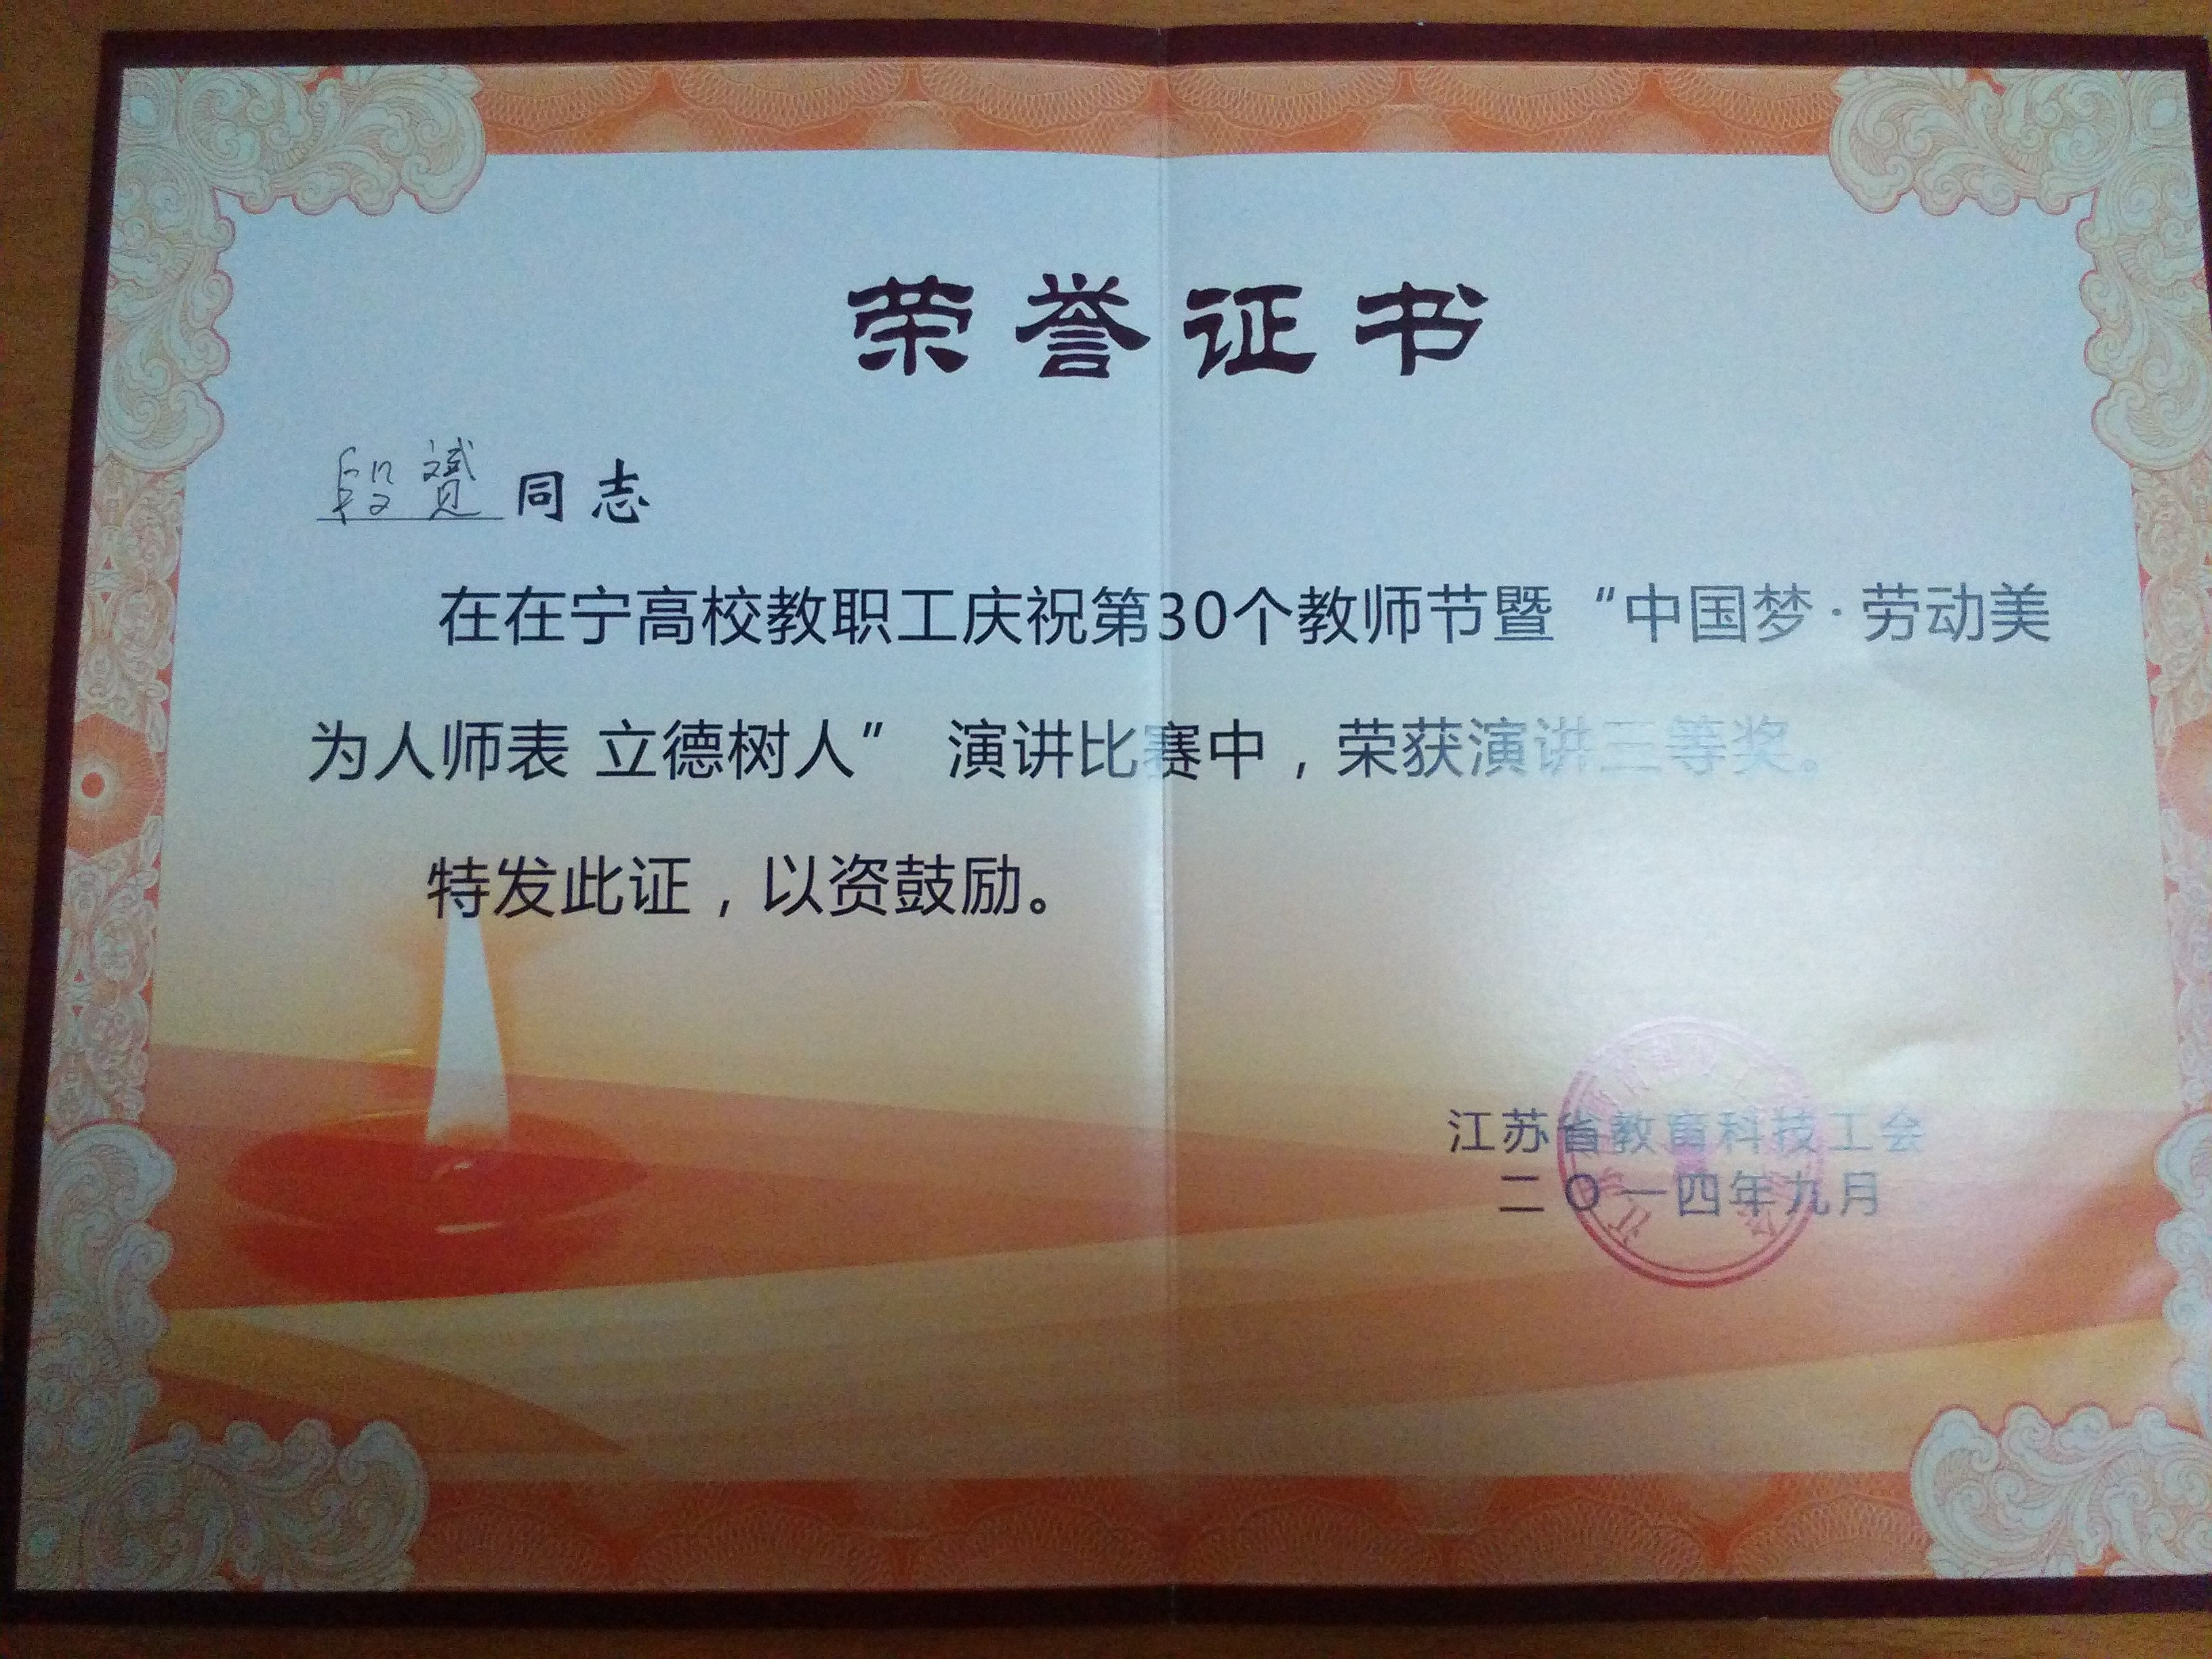 荣誉证书
段赟同志
在在宁高校教职工庆祝第30个教师节暨“中国梦·劳动美
为人师表 立德树人” 演讲比赛中，荣获演讲三等奖。
特发此证，以资鼓励。
江苏省教育科技工会
二〇一四年九月